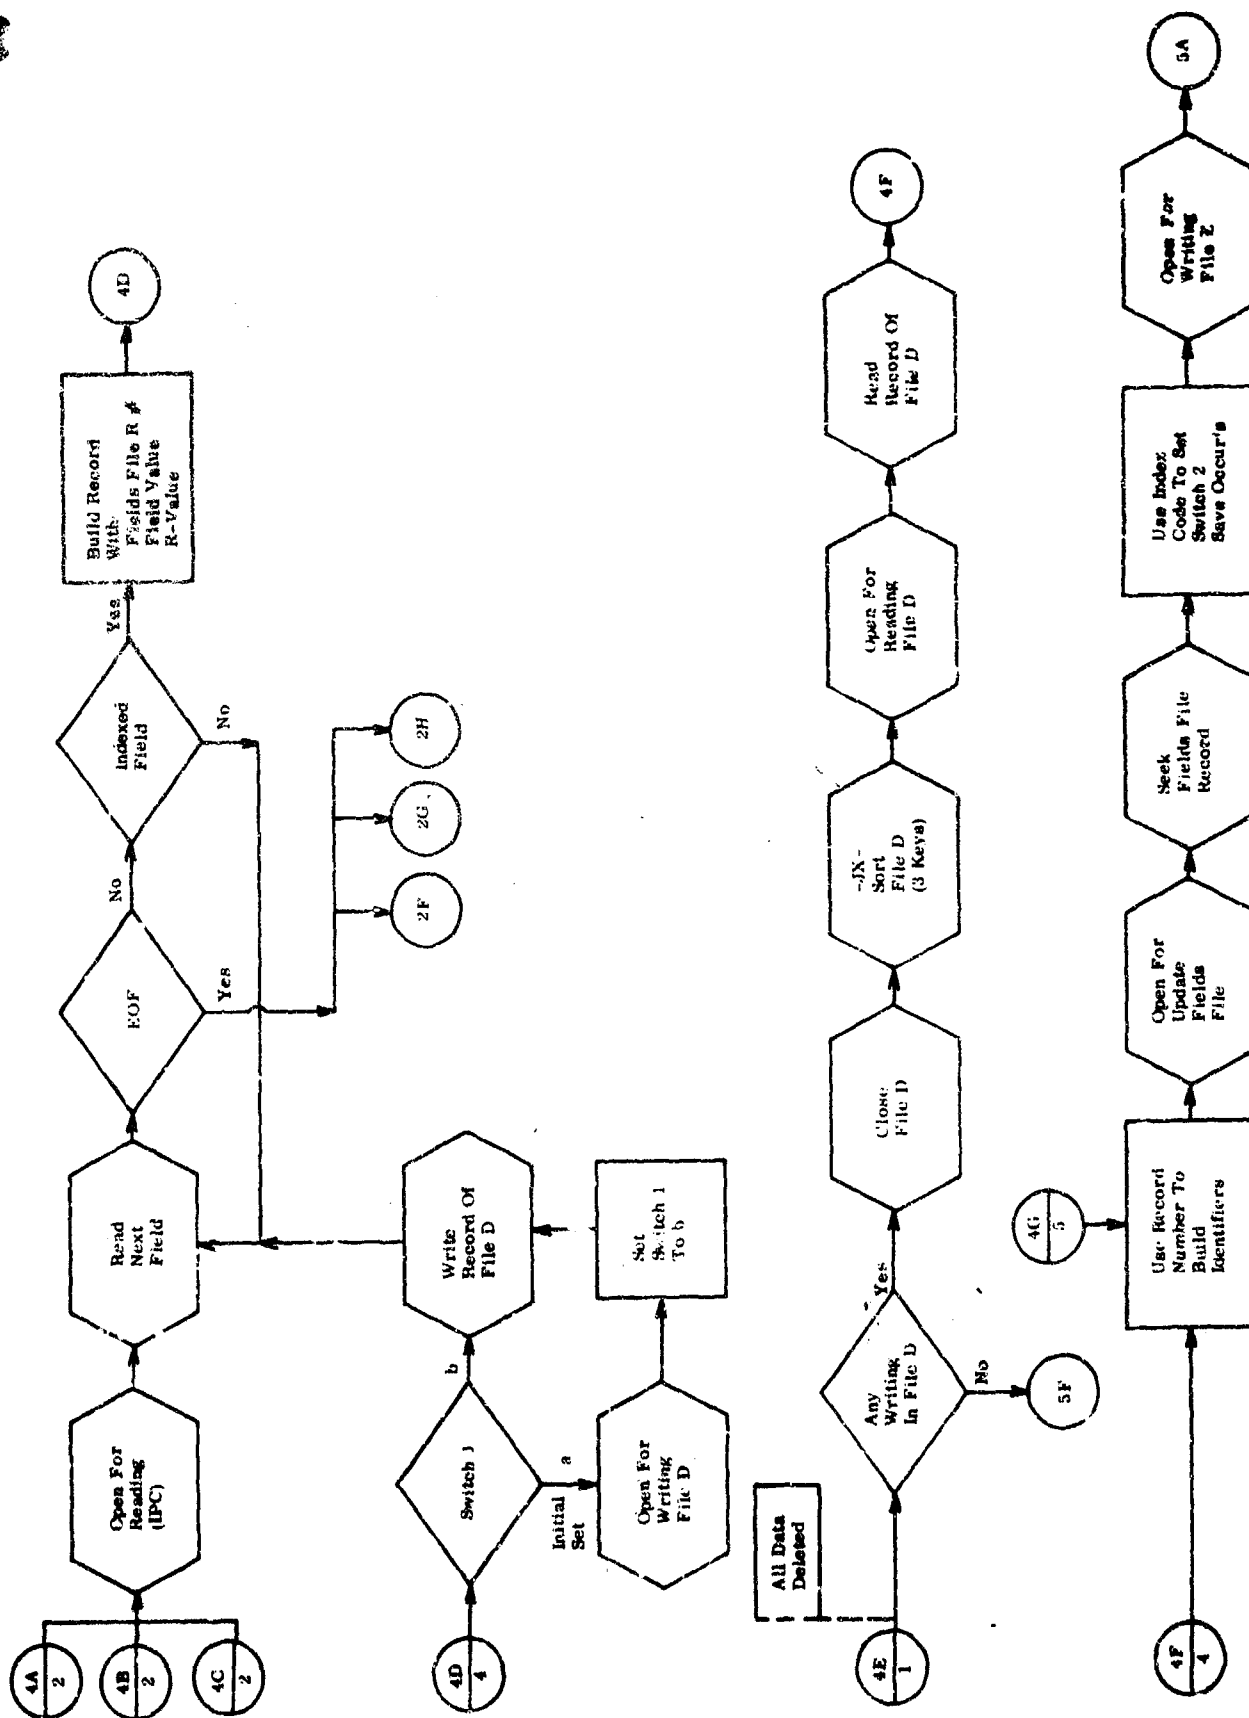 4A
2
4B
2
4C
2
Open For
Reading
(IPC)
Read
Next
Field
EOF
No
Yes
Indexed
Field
Yes
No
Build Record
With
Fields File R #
Field Value
R-Value
4D
2F
2G
2H
4D
4
Switch 1
b
a
Initial
Set
Open For
Writing
File D
Set
Switch 1
To b
Write
Record Of
File D
4E
1
All Data
Deleted
Any
Writing
In File D
Yes
No
5F
Close
File D
-JX-
Sort
File D
(3 Keys)
Open For
Reading
File D
Read
Record Of
File D
4F
4F
4
4G
5
Use Record
Number To
Build
Identifiers
Open For
Update
Fields
File
Seek
Fields File
Record
Use Index
Code To Set
Switch 2
Save Occur's
Open For
Writing
File
5A